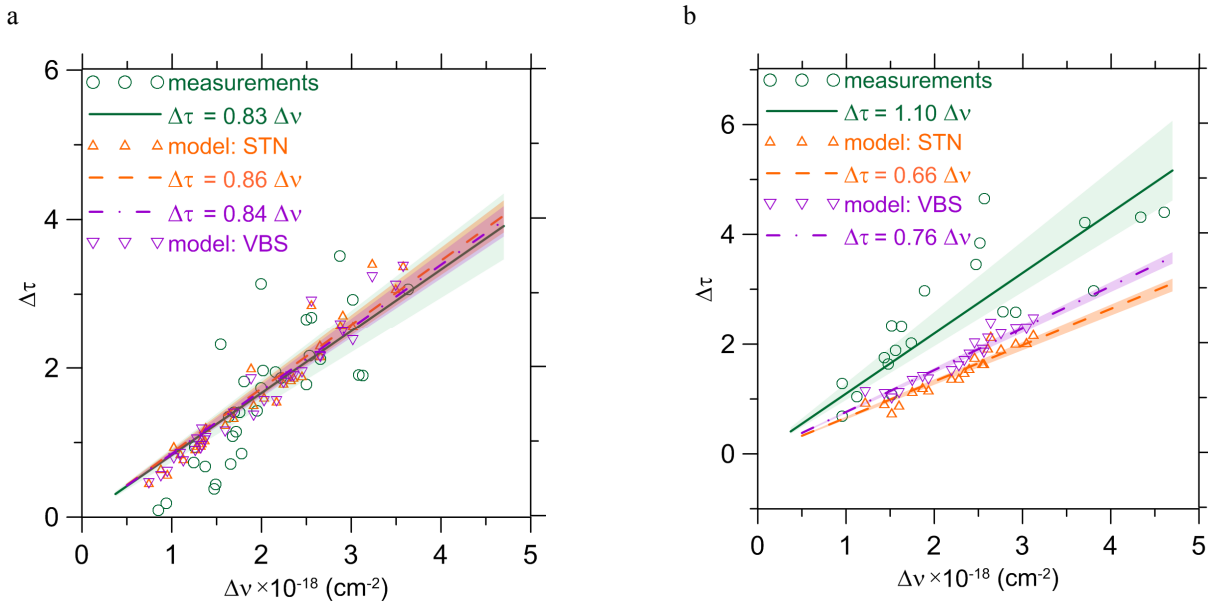 a
6
4
2
0
0 1 2 3 4 5
Δτ
Δν ×10⁻¹⁸ (cm⁻²)
measurements
Δτ = 0.83 Δν
model: STN
Δτ = 0.86 Δν
Δτ = 0.84 Δν
model: VBS
b
6
4
2
0
0 1 2 3 4 5
Δτ
Δν ×10⁻¹⁸ (cm⁻²)
measurements
Δτ = 1.10 Δν
model: STN
Δτ = 0.66 Δν
model: VBS
Δτ = 0.76 Δν